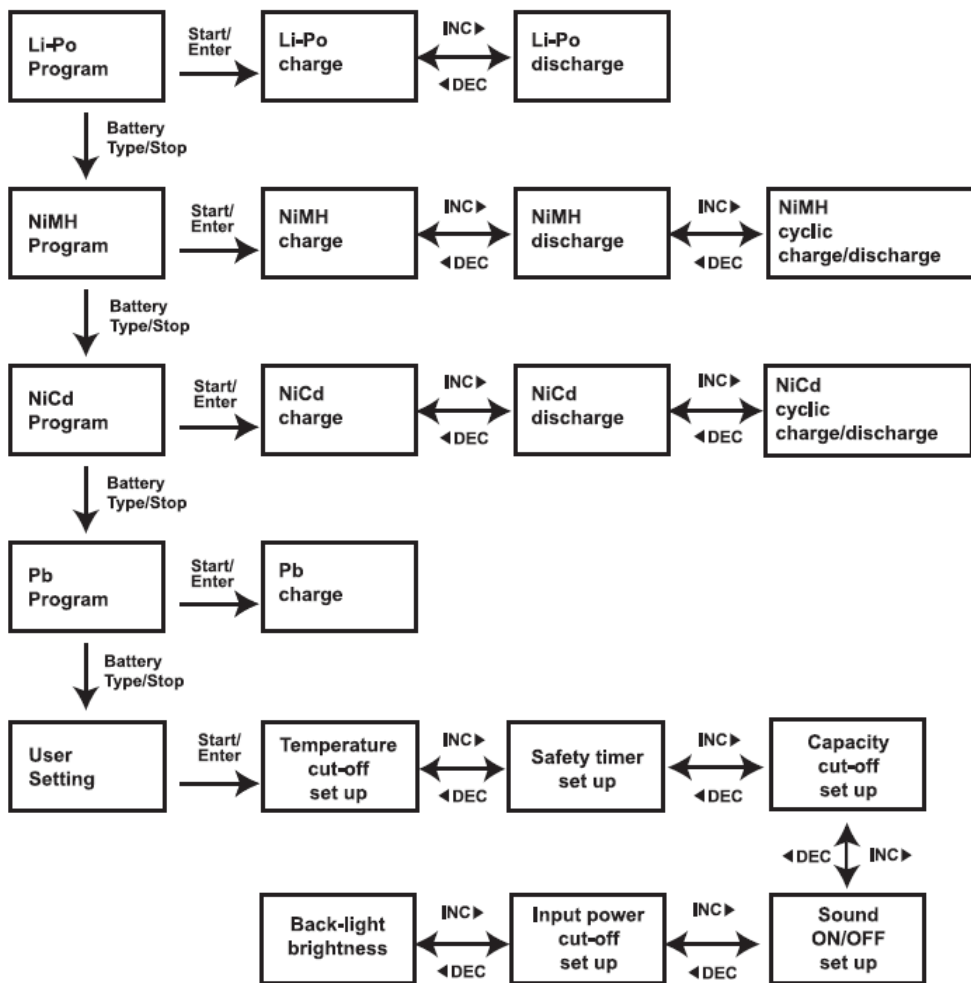 Li-Po
Program
Start/
Enter
Li-Po
charge
INC▶
◀DEC
Li-Po
discharge
Battery
Type/Stop
NiMH
Program
Start/
Enter
NiMH
charge
INC▶
◀DEC
NiMH
discharge
INC▶
◀DEC
NiMH
cyclic
charge/discharge
Battery
Type/Stop
NiCd
Program
Start/
Enter
NiCd
charge
INC▶
◀DEC
NiCd
discharge
INC▶
◀DEC
NiCd
cyclic
charge/discharge
Battery
Type/Stop
Pb
Program
Start/
Enter
Pb
charge
Battery
Type/Stop
User
Setting
Start/
Enter
Temperature
cut-off
set up
INC▶
◀DEC
Safety timer
set up
INC▶
◀DEC
Capacity
cut-off
set up
◀DEC
INC▶
Back-light
brightness
INC▶
◀DEC
Input power
cut-off
set up
INC▶
◀DEC
Sound
ON/OFF
set up